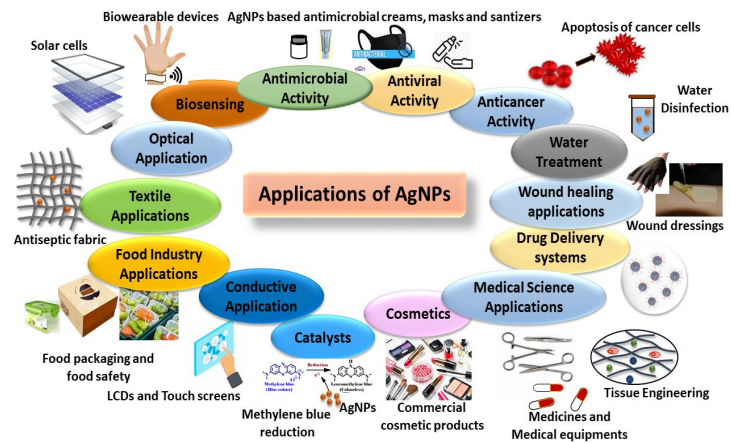 Biowearable devices
AgNPs based antimicrobial creams, masks and santizers
Apoptosis of cancer cells
Solar cells
ANTIBACTERIAL
Antimicrobial
Activity
Antiviral
Activity
Biosensing
Anticancer
Activity
Water
Disinfection
Optical
Application
Water
Treatment
Applications of AgNPs
Textile
Applications
Wound healing
applications
Antiseptic fabric
Wound dressings
Food Industry
Applications
Drug Delivery
systems
Conductive
Application
Medical Science
Applications
Cosmetics
Catalysts
Food packaging and
food safety
LCDs and Touch screens
Reduction
Methylene blue
(Blue colour)
Leucomethylene blue
(Colourless)
Methylene blue
reduction
AgNPs
Commercial
cosmetic products
Medicines and
Medical equipments
Tissue Engineering